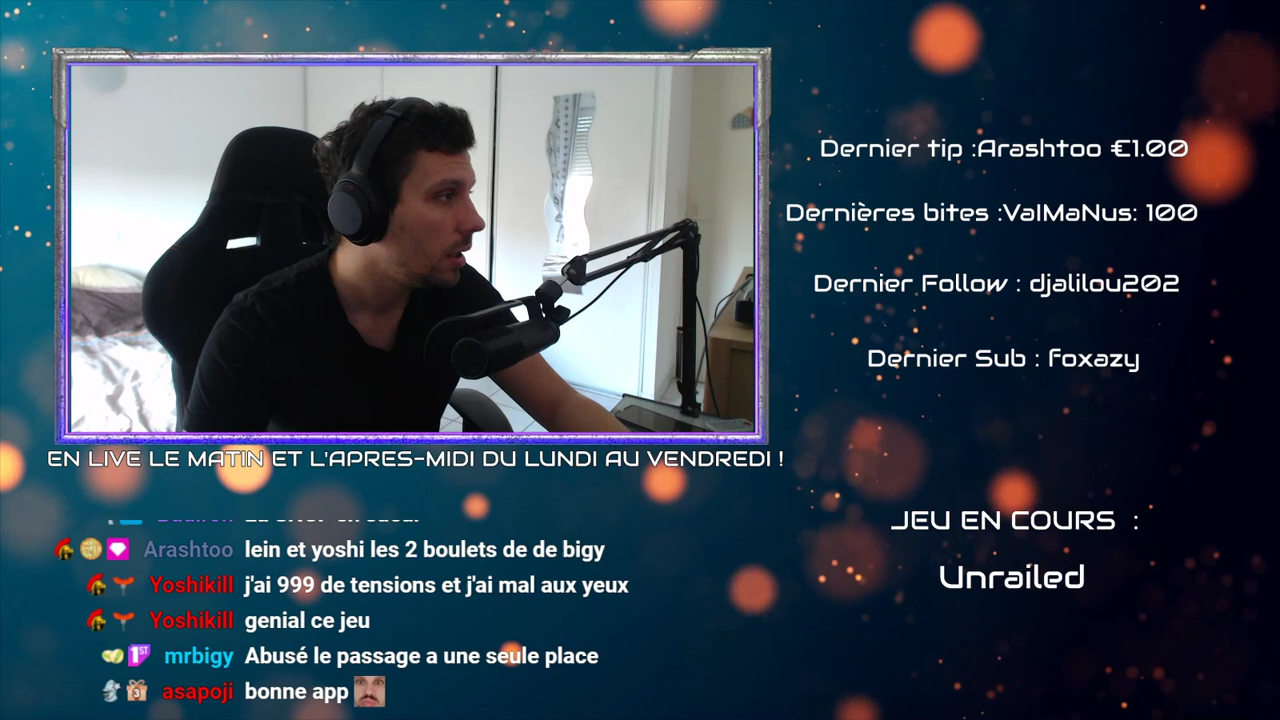 Dernier tip :Arashtoo €1.00
Dernières bites :VaIMaNus: 100
Dernier Follow : djalilou202
Dernier Sub : foxazy
EN LIVE LE MATIN ET L'APRES-MIDI DU LUNDI AU VENDREDI !
JEU EN COURS :
Unrailed
Arashtoo lein et yoshi les 2 boulets de de bigy
Yoshikill j'ai 999 de tensions et j'ai mal aux yeux
Yoshikill genial ce jeu
1ST mrbigy Abusé le passage a une seule place
3 asapoji bonne app